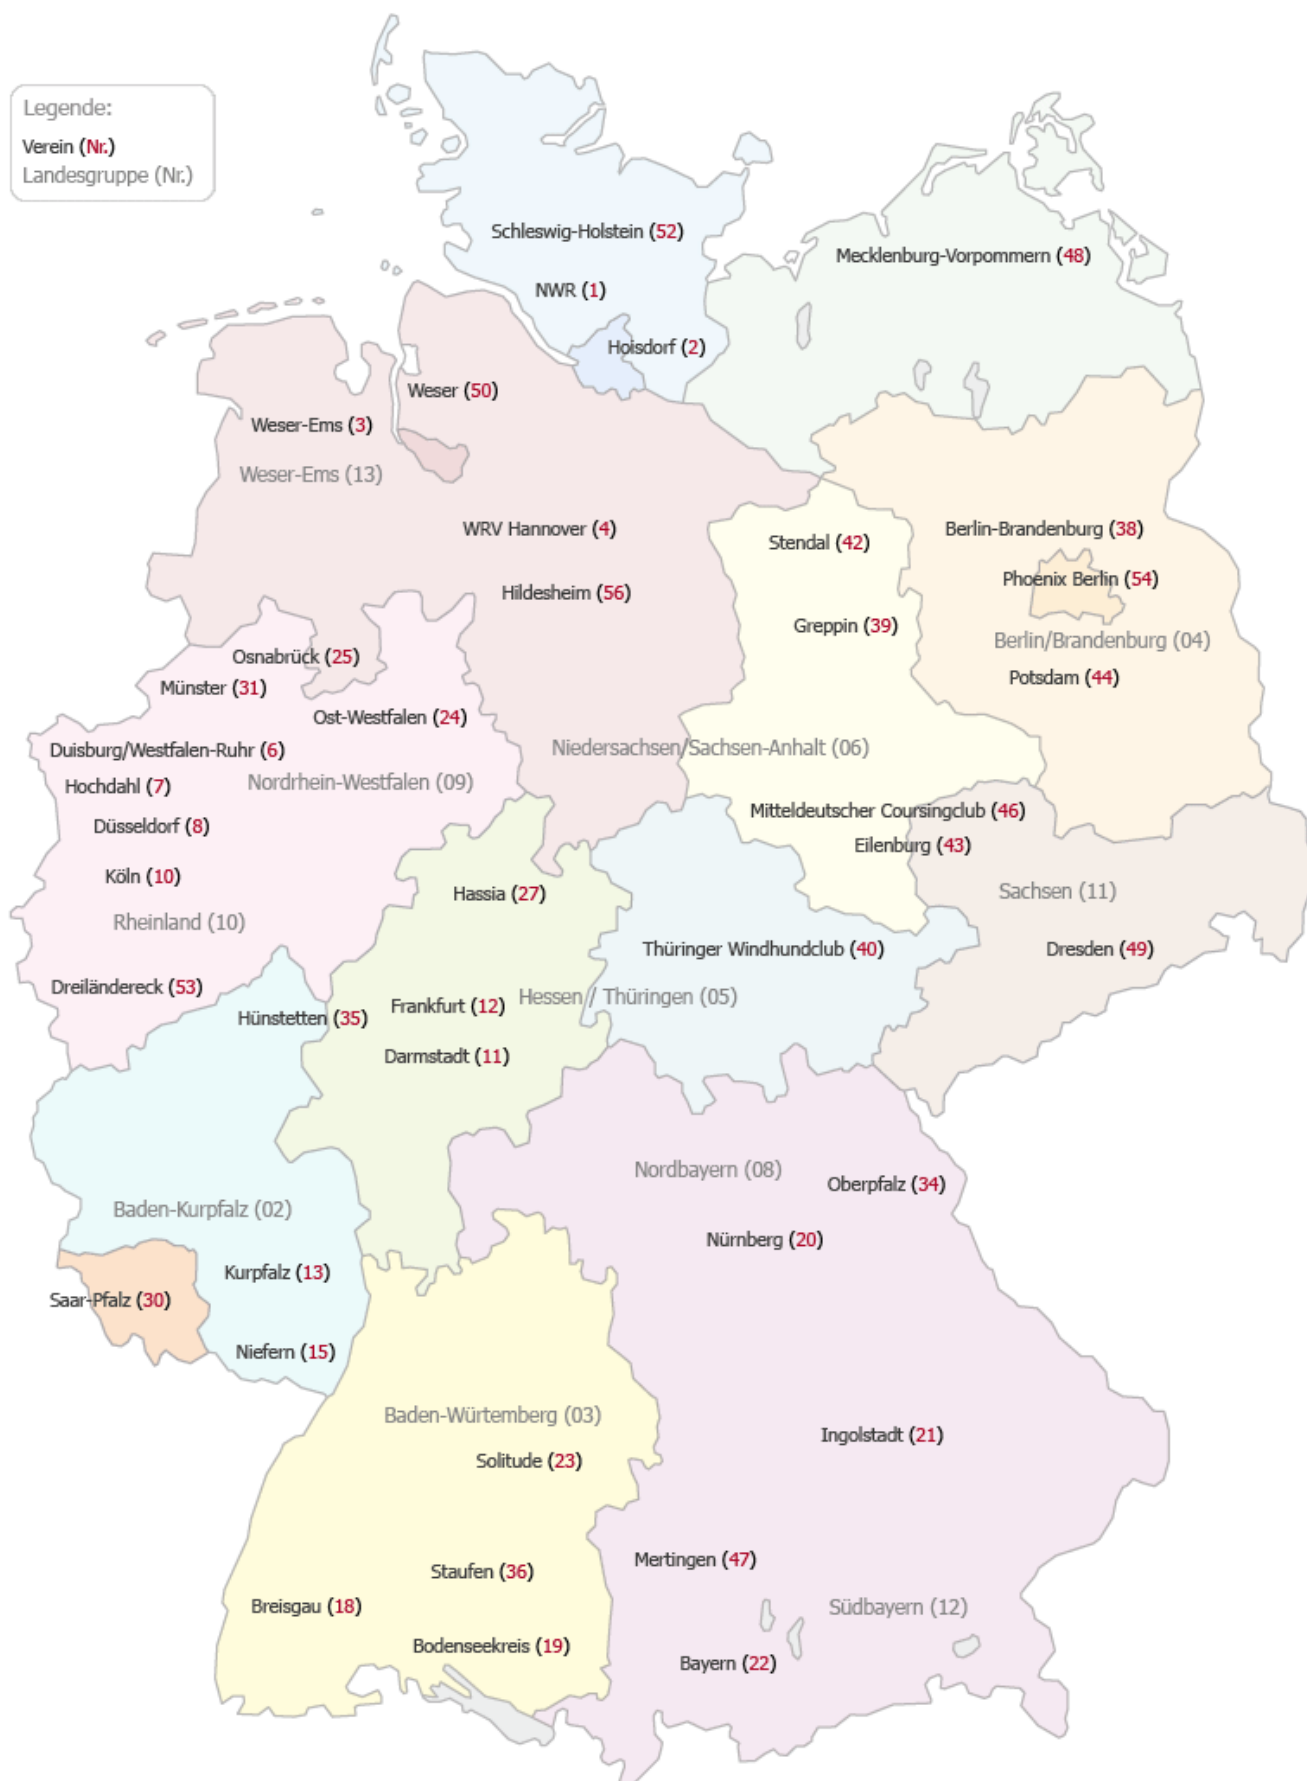 Legende:
Verein (Nr.)
Landesgruppe (Nr.)
Schleswig-Holstein (52)
Mecklenburg-Vorpommern (48)
NWR (1)
Hoisdorf (2)
Weser (50)
Weser-Ems (3)
Weser-Ems (13)
WRV Hannover (4)
Stendal (42)
Berlin-Brandenburg (38)
Phoenix Berlin (54)
Hildesheim (56)
Greppin (39)
Berlin/Brandenburg (04)
Osnabrück (25)
Potsdam (44)
Münster (31)
Ost-Westfalen (24)
Duisburg/Westfalen-Ruhr (6)
Niedersachsen/Sachsen-Anhalt (06)
Hochdahl (7)
Nordrhein-Westfalen (09)
Mitteldeutscher Coursingclub (46)
Düsseldorf (8)
Eilenburg (43)
Köln (10)
Hassia (27)
Sachsen (11)
Rheinland (10)
Thüringer Windhundclub (40)
Dresden (49)
Dreiländereck (53)
Hessen / Thüringen (05)
Frankfurt (12)
Hünstetten (35)
Darmstadt (11)
Nordbayern (08)
Oberpfalz (34)
Baden-Kurpfalz (02)
Nürnberg (20)
Kurpfalz (13)
Saar-Pfalz (30)
Niefern (15)
Baden-Würtemberg (03)
Ingolstadt (21)
Solitude (23)
Mertingen (47)
Staufen (36)
Breisgau (18)
Südbayern (12)
Bodenseekreis (19)
Bayern (22)